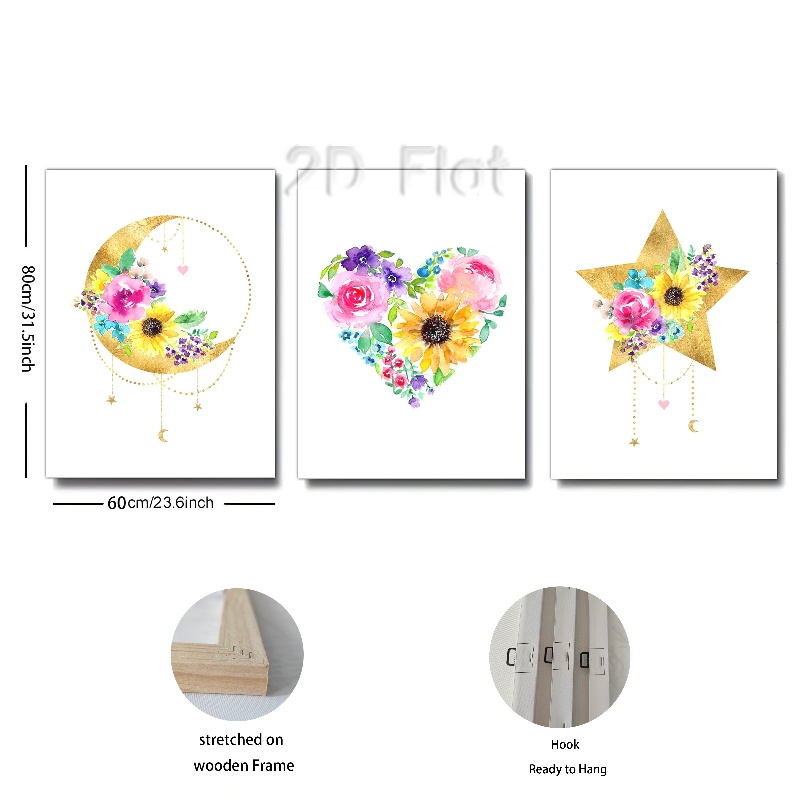 2D Flat
80cm/31.5inch
60cm/23.6inch
stretched on
wooden Frame
Hook
Ready to Hang